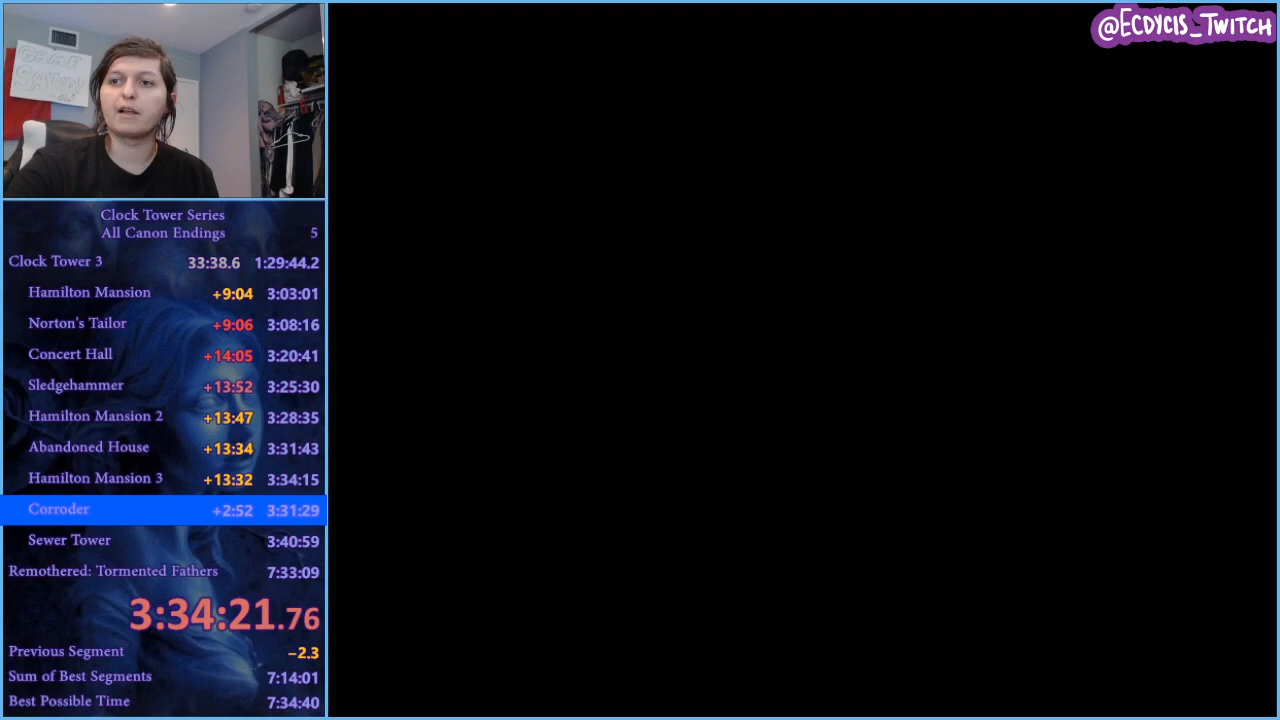 @ECDYCIS_TWITCH
GAME
Clock Tower Series
All Canon Endings 5
Clock Tower 3 33:38.6 1:29:44.2
Hamilton Mansion +9:04 3:03:01
Norton's Tailor +9:06 3:08:16
Concert Hall +14:05 3:20:41
Sledgehammer +13:52 3:25:30
Hamilton Mansion 2 +13:47 3:28:35
Abandoned House +13:34 3:31:43
Hamilton Mansion 3 +13:32 3:34:15
Corroder +2:52 3:31:29
Sewer Tower 3:40:59
Remothered: Tormented Fathers 7:33:09
3:34:21.76
Previous Segment −2.3
Sum of Best Segments 7:14:01
Best Possible Time 7:34:40